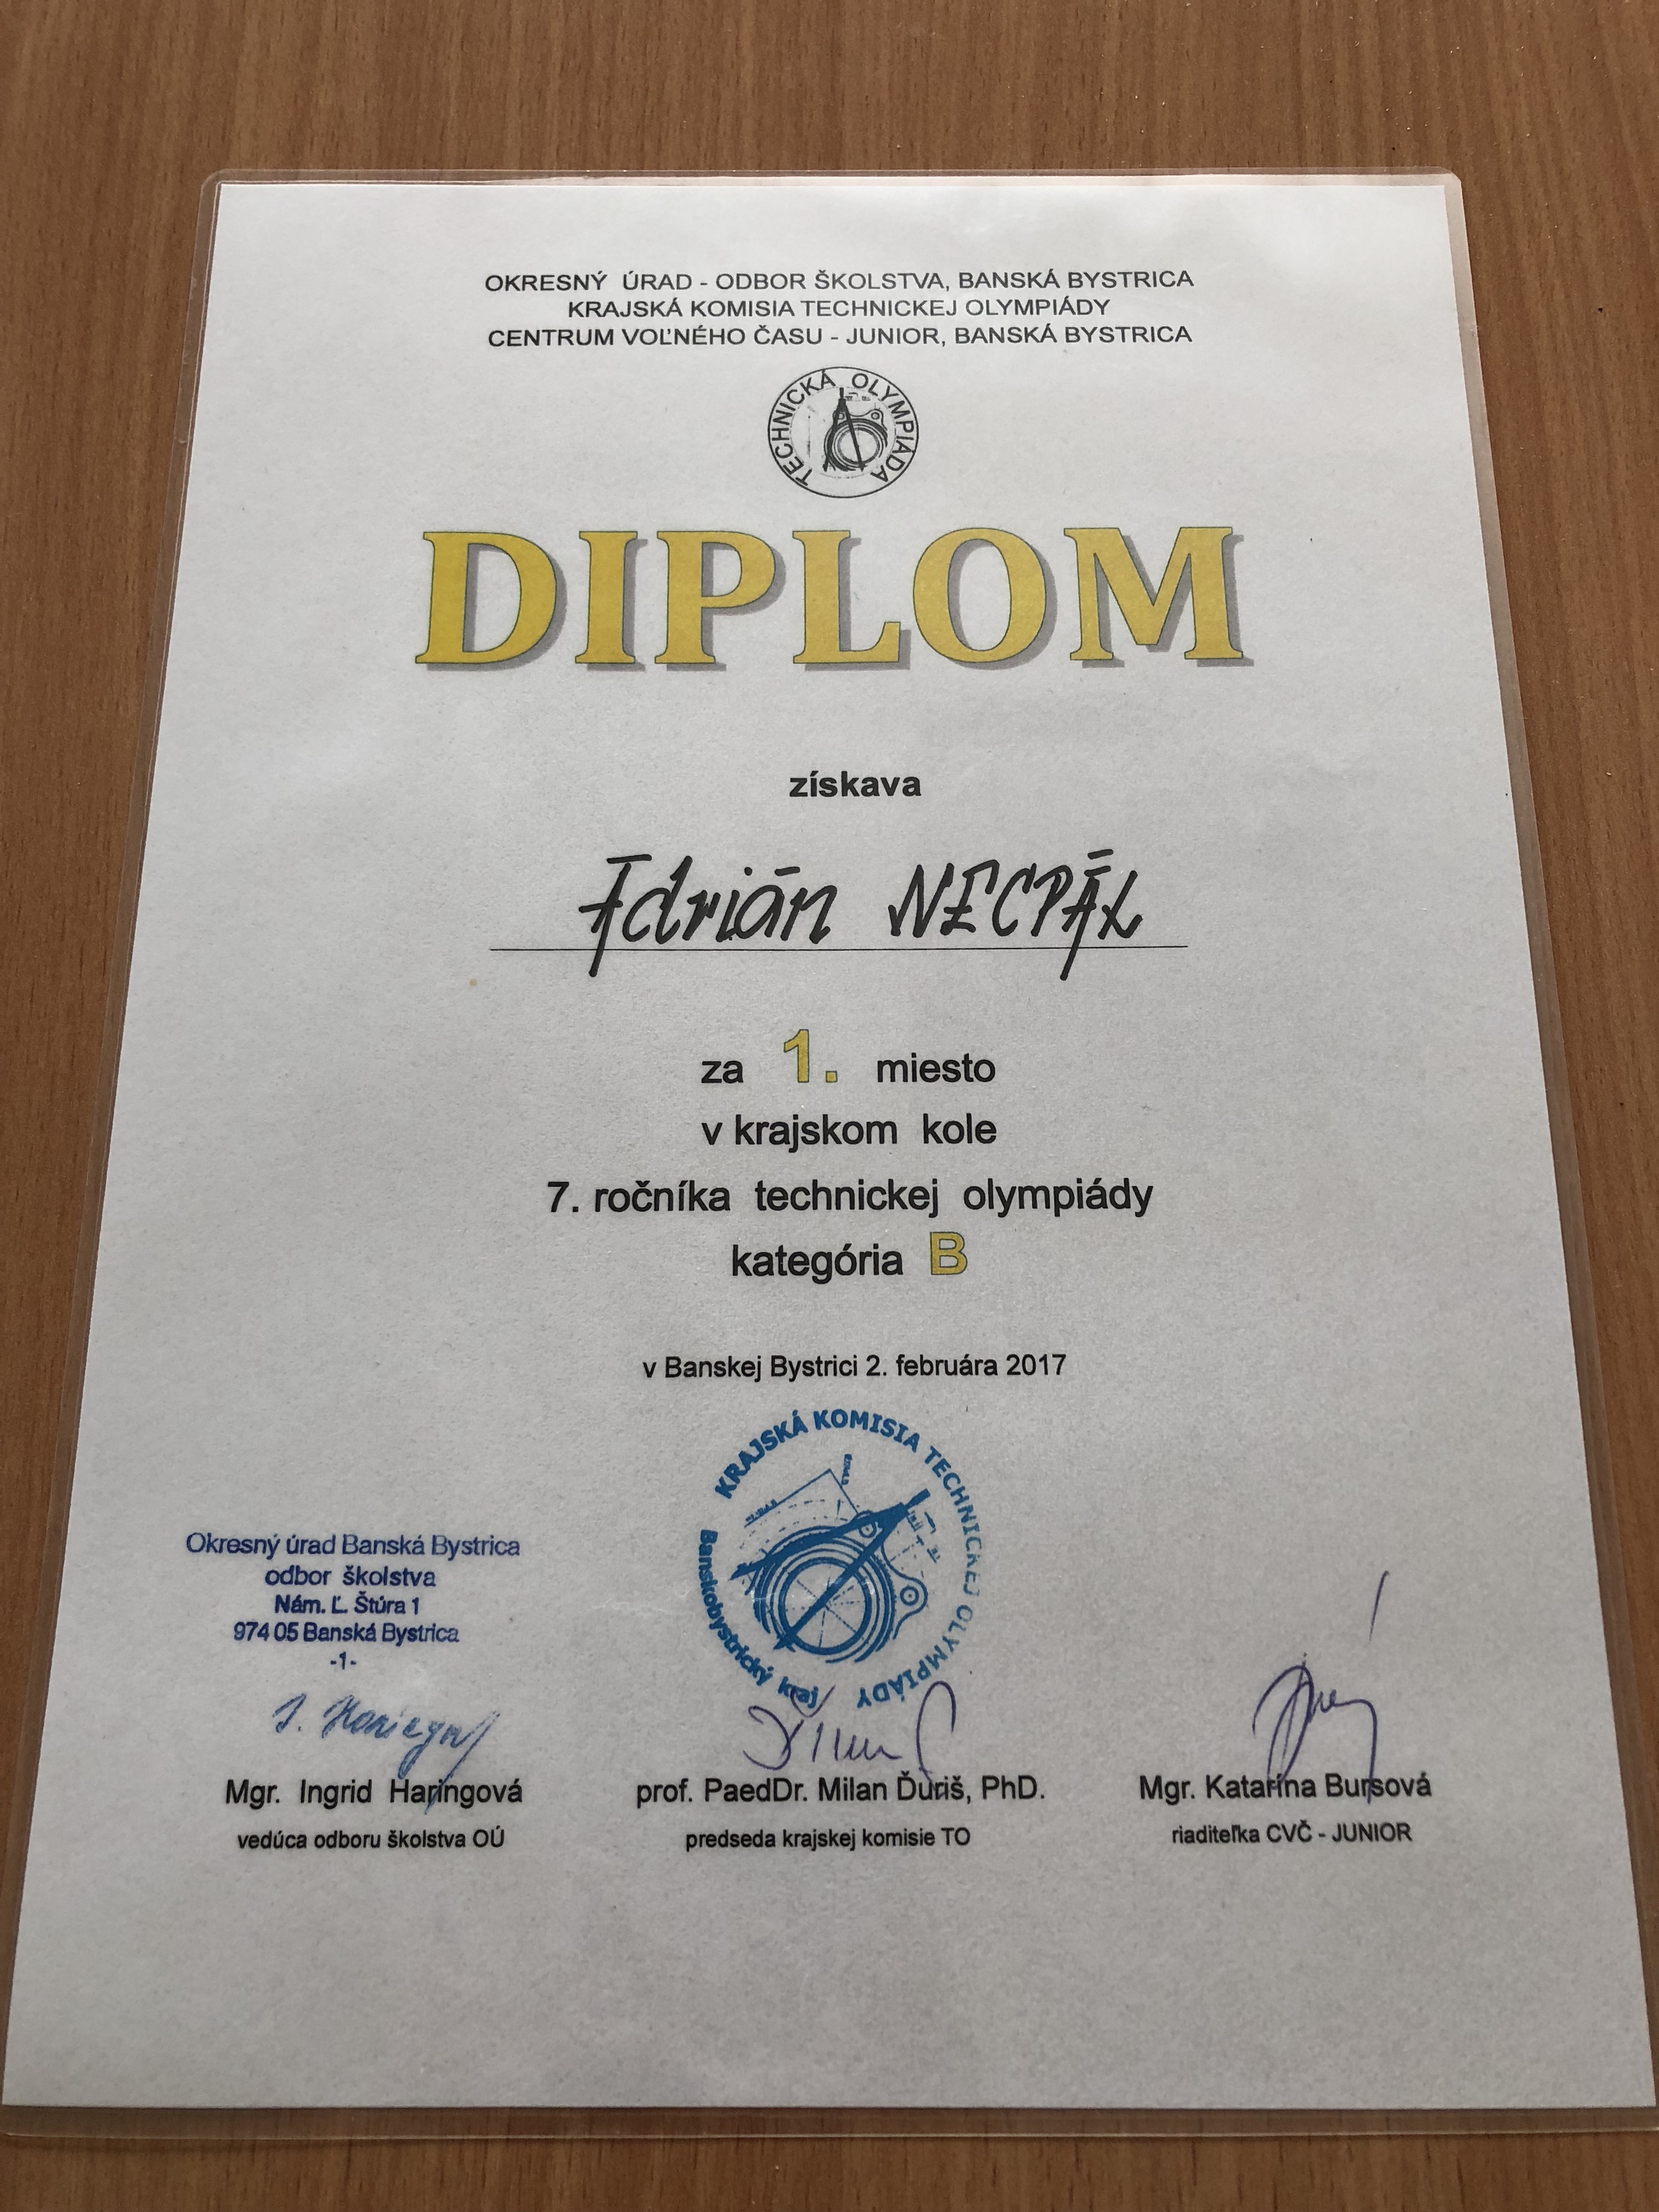 OKRESNÝ ÚRAD - ODBOR ŠKOLSTVA, BANSKÁ BYSTRICA
KRAJSKÁ KOMISIA TECHNICKEJ OLYMPIÁDY
CENTRUM VOĽNÉHO ČASU - JUNIOR, BANSKÁ BYSTRICA
TECHNICKÁ OLYMPIÁDA
DIPLOM
získava
Adrián NECPÁL
za 1. miesto
v krajskom kole
7. ročníka technickej olympiády
kategória B
v Banskej Bystrici 2. februára 2017
KRAJSKÁ KOMISIA TECHNICKEJ OLYMPIÁDY
Banskobystrický kraj
Okresný úrad Banská Bystrica
odbor školstva
Nám. Ľ. Štúra 1
974 05 Banská Bystrica
-1-
Mgr. Ingrid Haringová prof. PaedDr. Milan Ďuriš, PhD. Mgr. Katarína Bursová
vedúca odboru školstva OÚ predseda krajskej komisie TO riaditeľka CVČ - JUNIOR